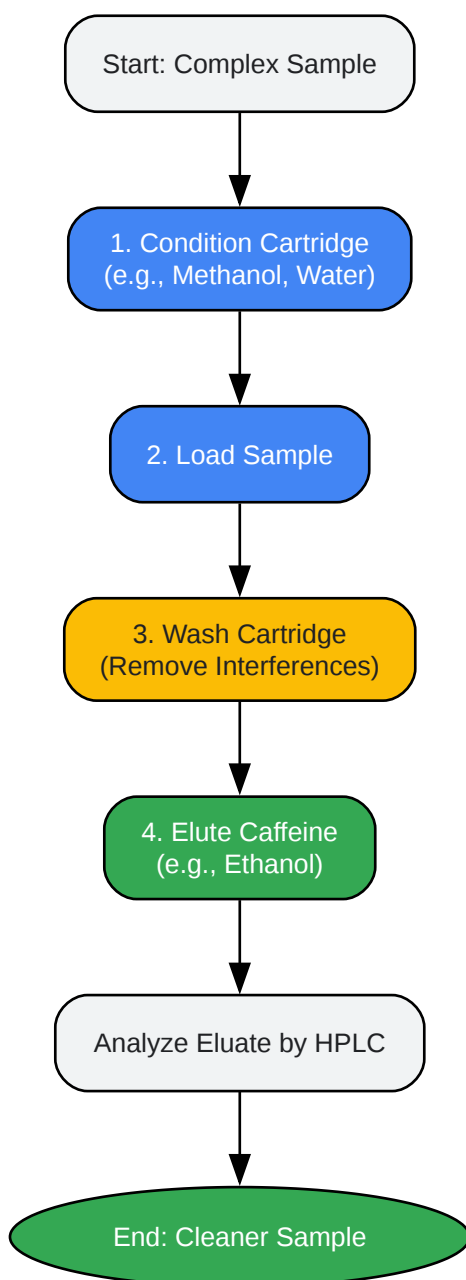 Start: Complex Sample
1. Condition Cartridge
(e.g., Methanol, Water)
2. Load Sample
3. Wash Cartridge
(Remove Interferences)
4. Elute Caffeine
(e.g., Ethanol)
Analyze Eluate by HPLC
End: Cleaner Sample